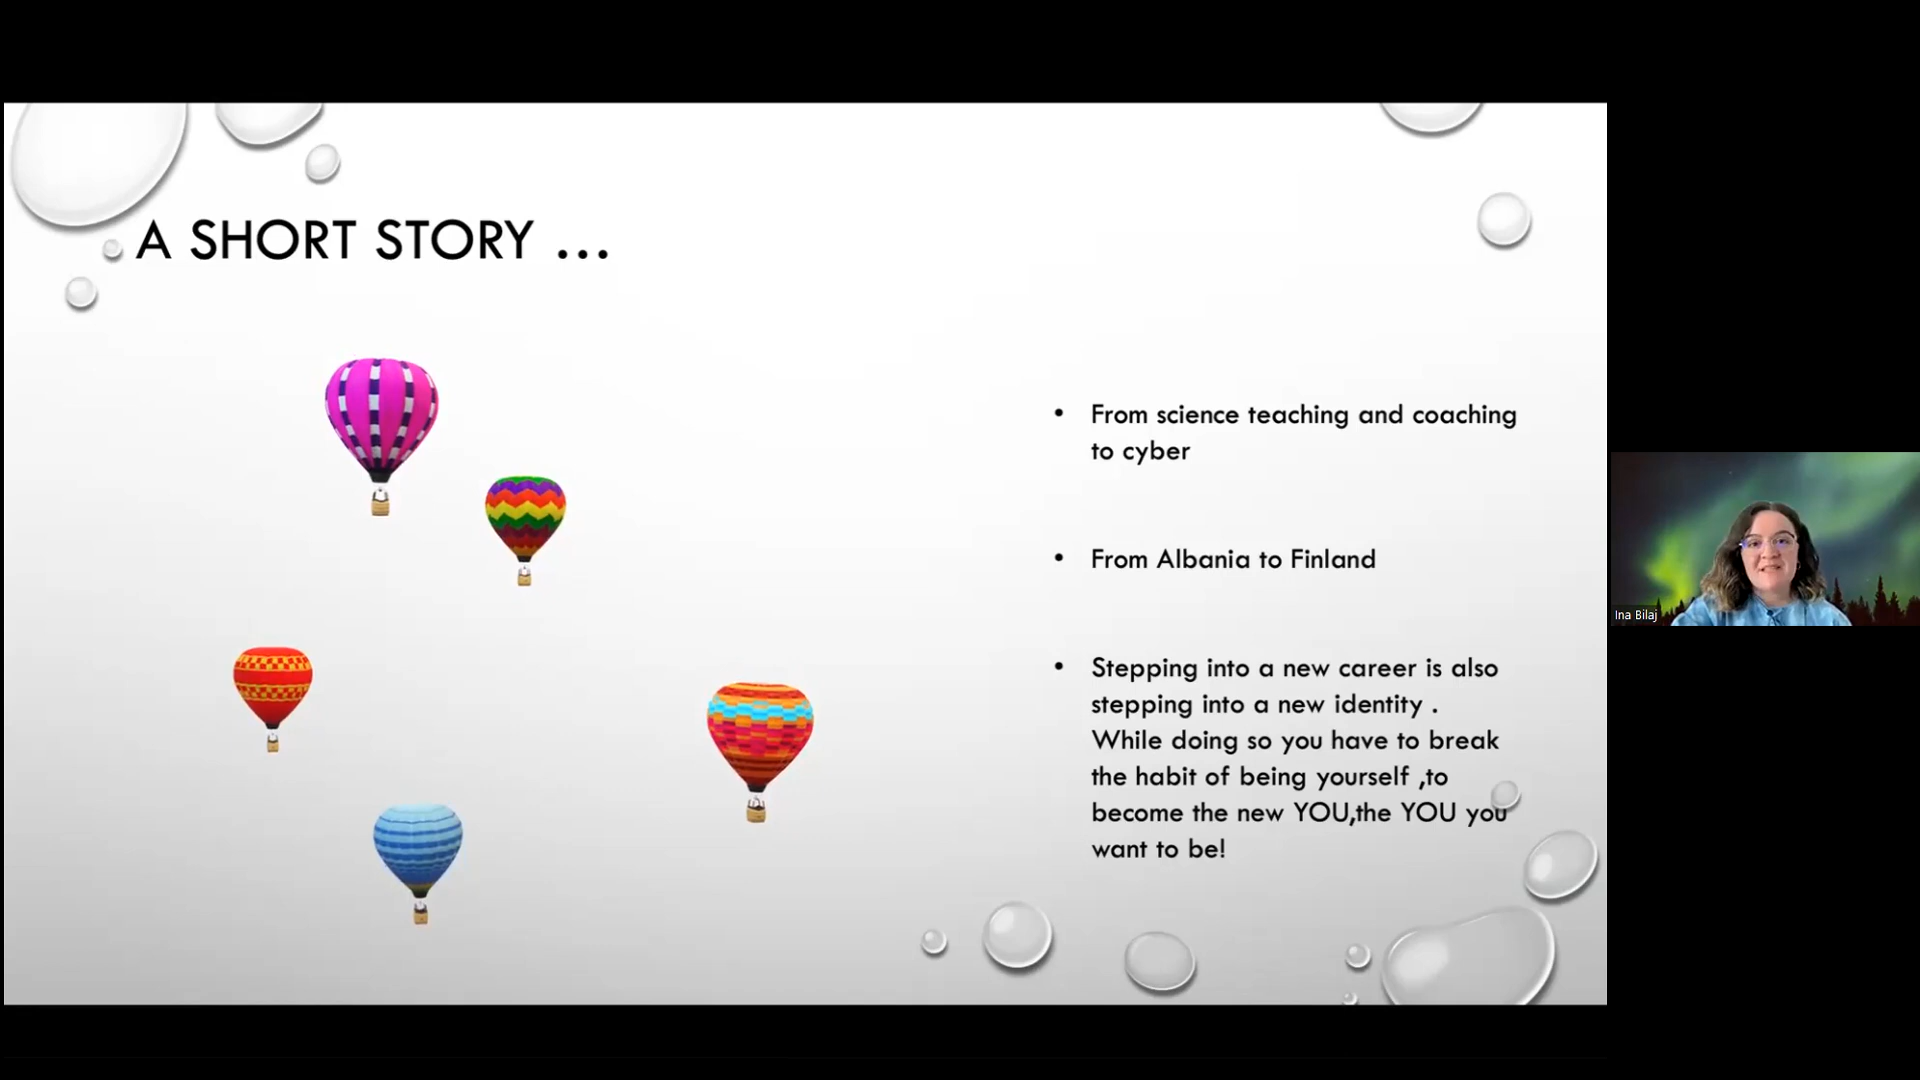 A SHORT STORY ...
• From science teaching and coaching
to cyber
• From Albania to Finland
• Stepping into a new career is also
stepping into a new identity .
While doing so you have to break
the habit of being yourself ,to
become the new YOU,the YOU you
want to be!
Ina Bilaj